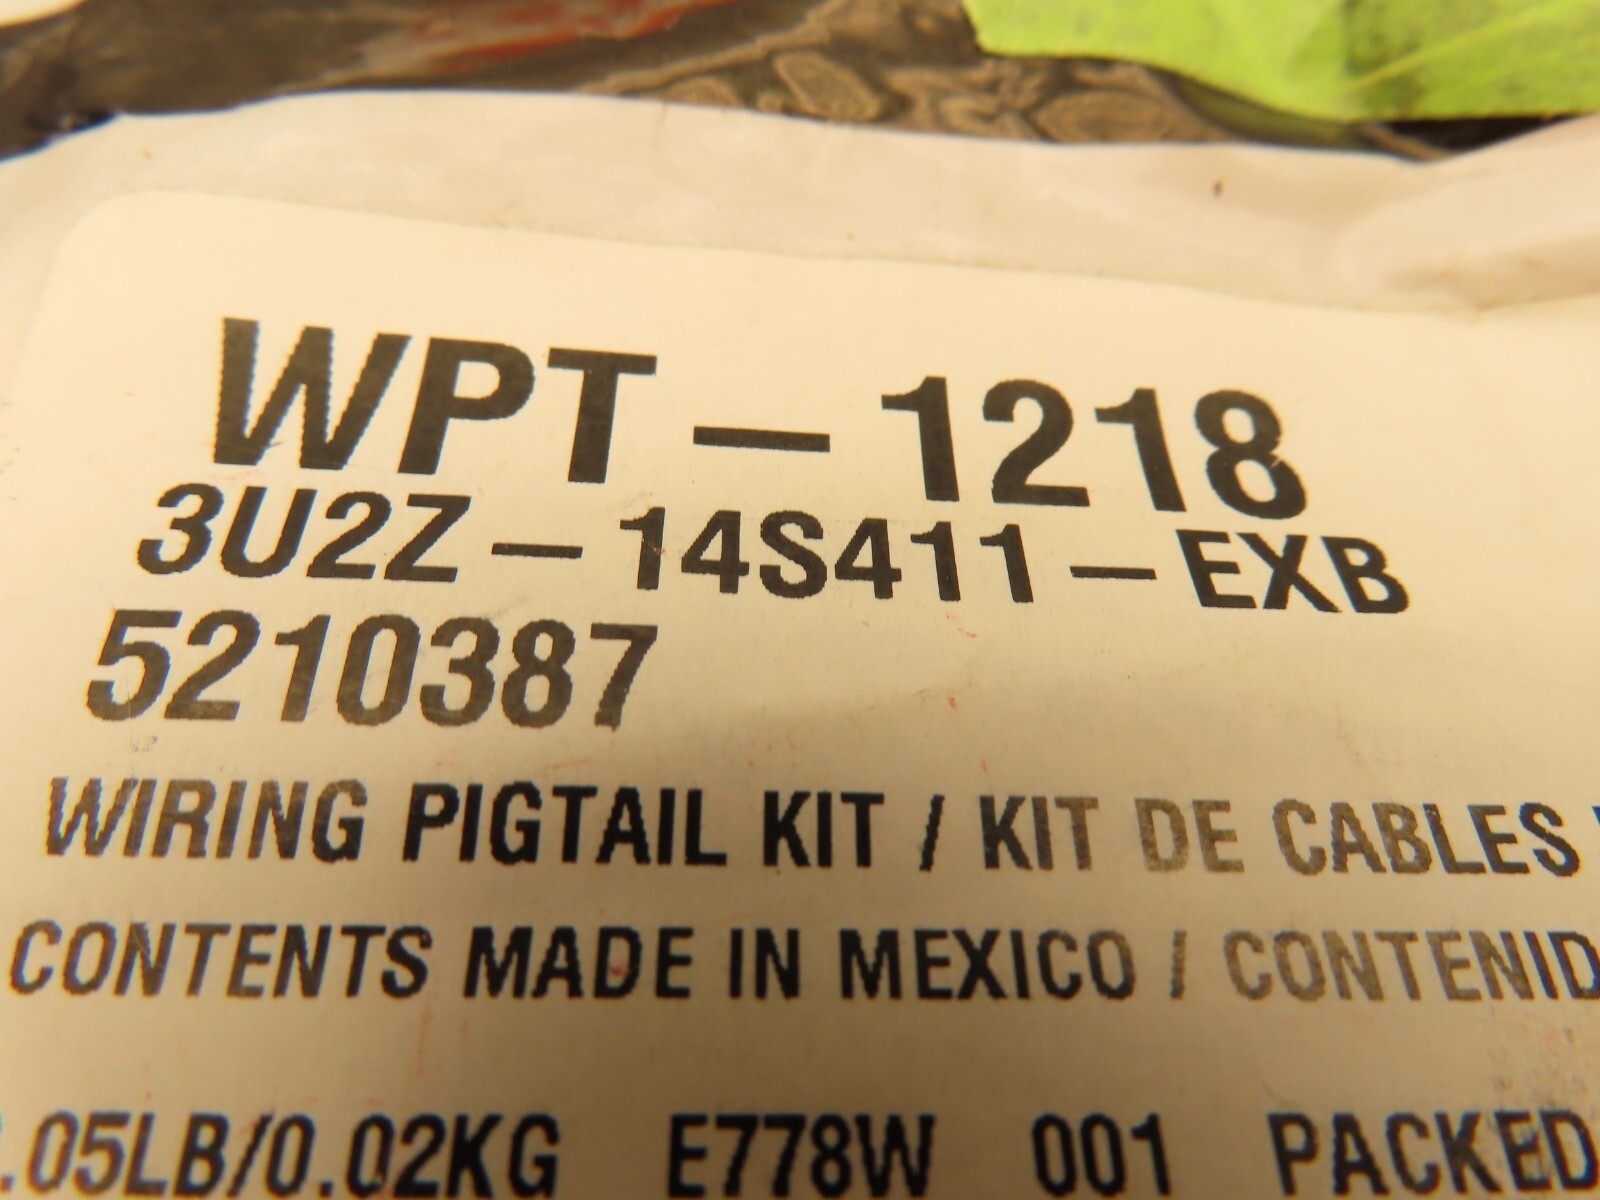 WPT-1218
3U2Z-14S411-EXB
5210387
WIRING PIGTAIL KIT / KIT DE CABLES
CONTENTS MADE IN MEXICO / CONTENID
.05LB/0.02KG E778W 001 PACKED